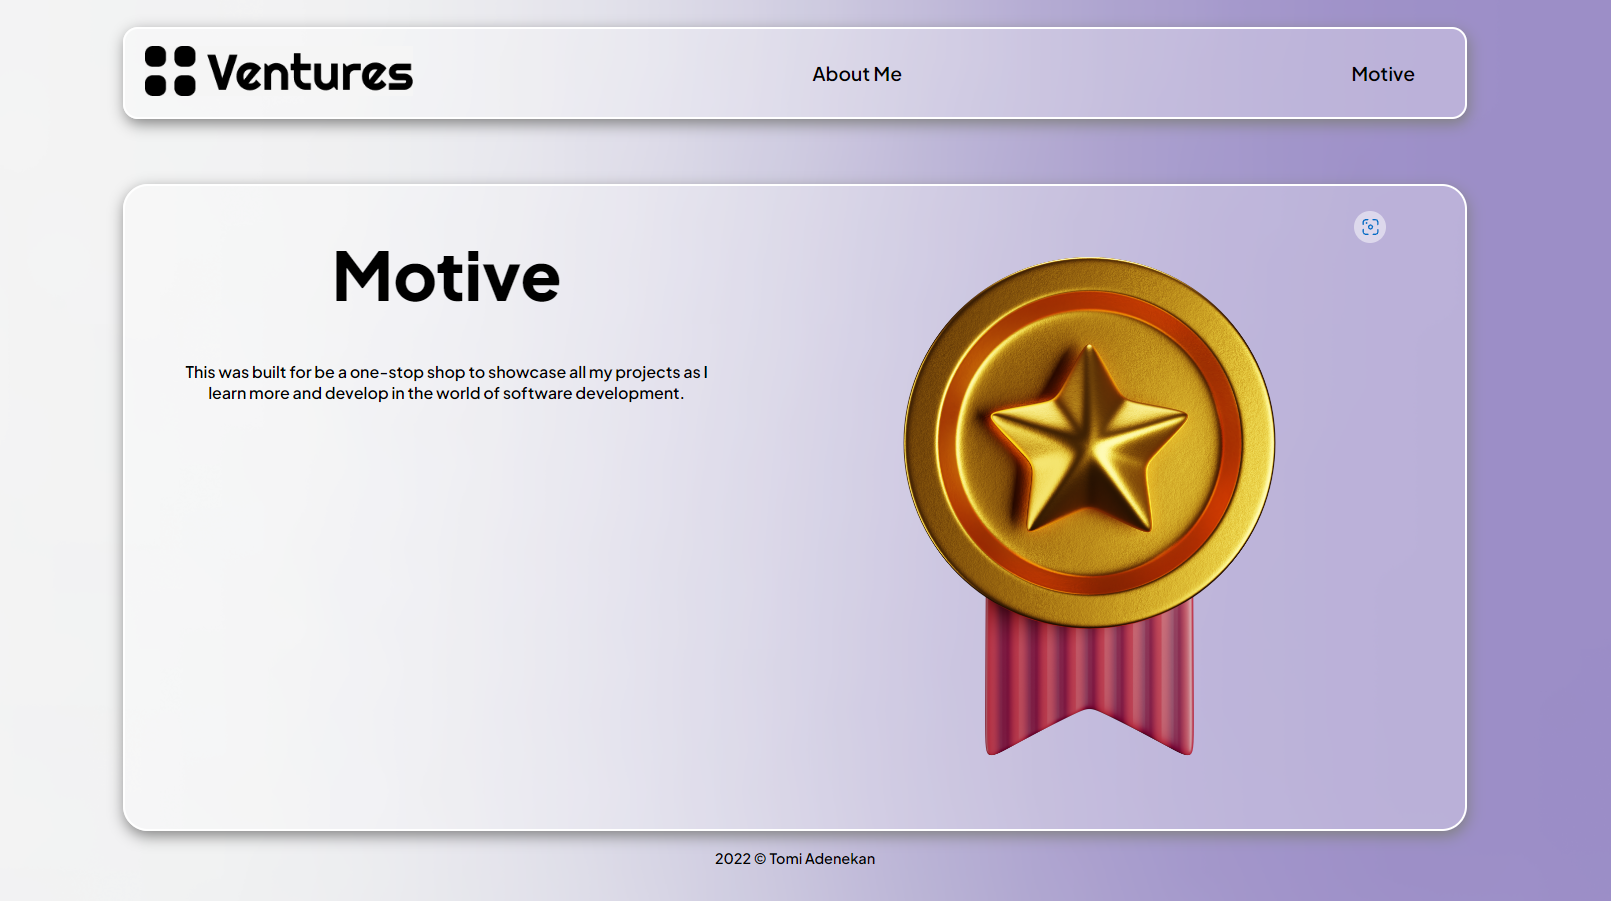 Ventures
About Me
Motive
Motive
This was built for be a one-stop shop to showcase all my projects as I
learn more and develop in the world of software development.
2022 © Tomi Adenekan